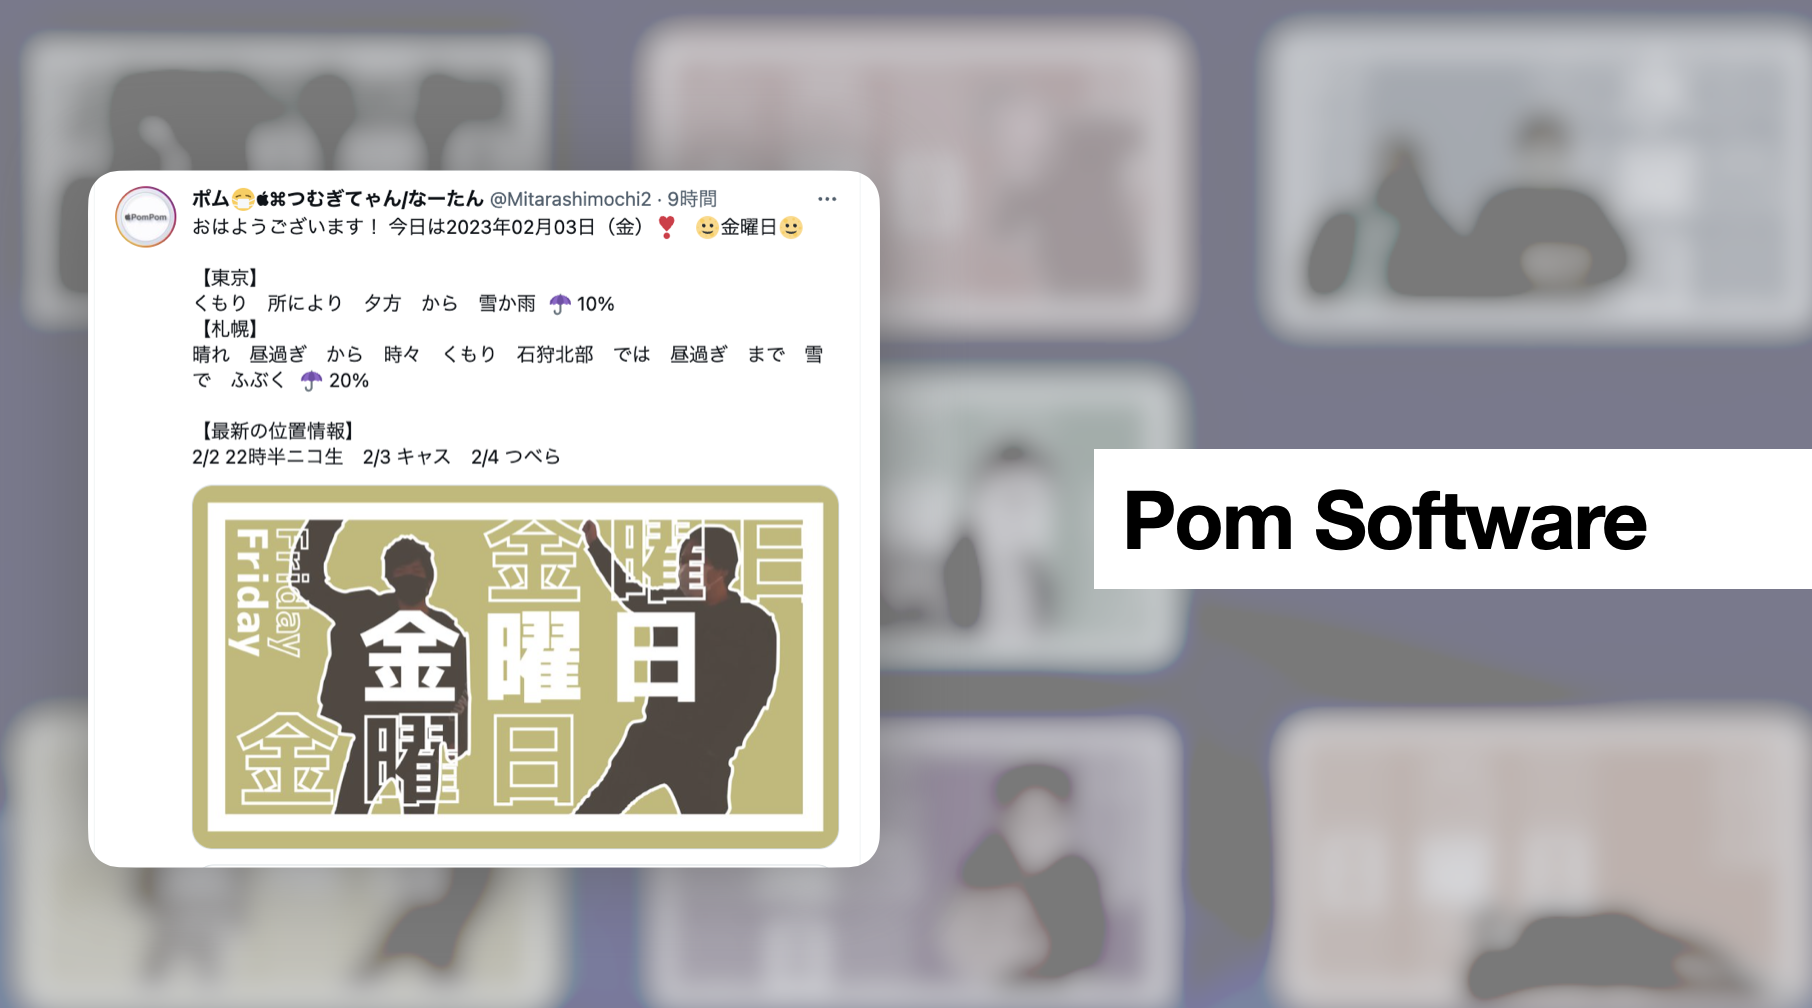 ポム😷⌘つむぎてゃん/なーたん @Mitarashimochi2 · 9時間 …
PomPom
おはようございます！ 今日は2023年02月03日（金）❣️ 🙂金曜日🙂
【東京】
くもり　所により　夕方　から　雪か雨 ☂ 10%
【札幌】
晴れ　昼過ぎ　から　時々　くもり　石狩北部　では　昼過ぎ　まで　雪
で　ふぶく ☂ 20%
【最新の位置情報】
2/2 22時半ニコ生　2/3 キャス　2/4 つべら
Friday
Friday
金曜日
金曜日
金曜日
Pom Software